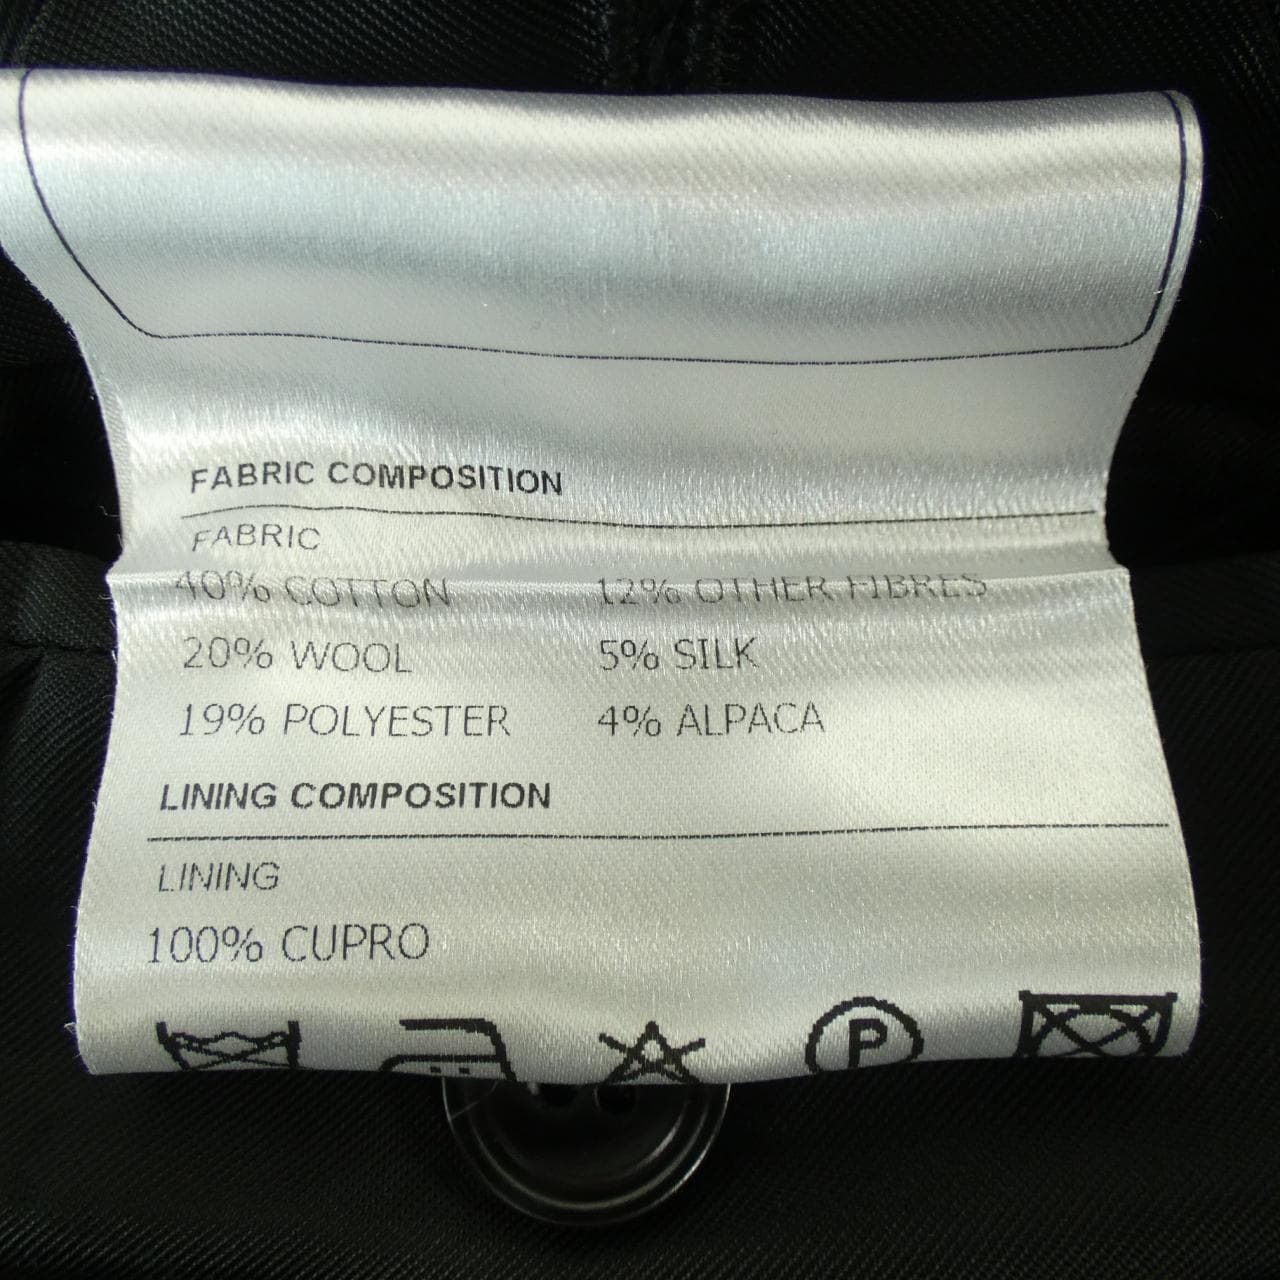 FABRIC COMPOSITION
FABRIC
40% COTTON 12% OTHER FIBRES
20% WOOL 5% SILK
19% POLYESTER 4% ALPACA
LINING COMPOSITION
LINING
100% CUPRO
P